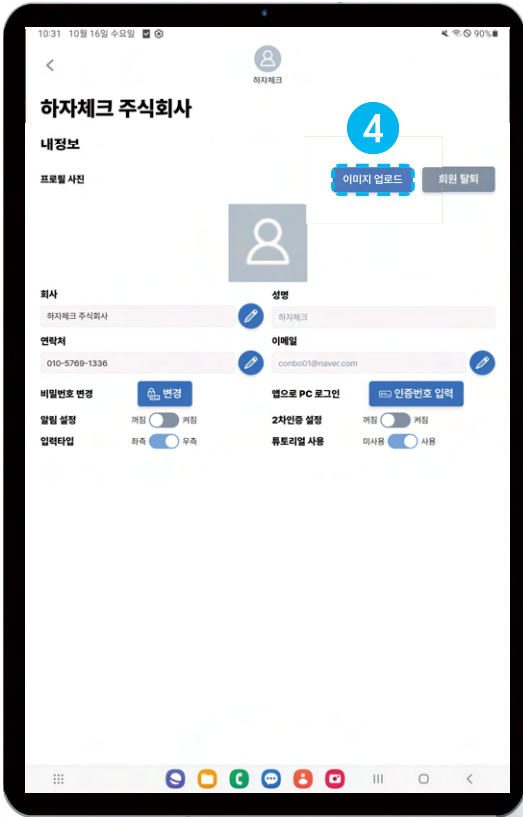 10:31 10월 16일 수요일
90%
하자체크
하자체크 주식회사
내정보
4
프로필 사진
이미지 업로드
회원 탈퇴
회사
성명
하자체크 주식회사
하자체크
연락처
이메일
010-5769-1336
conbo01@naver.com
비밀번호 변경
변경
앱으로 PC 로그인
인증번호 입력
알림 설정
꺼짐
켜짐
2차인증 설정
꺼짐
켜짐
입력타입
좌측
우측
튜토리얼 사용
미사용
사용